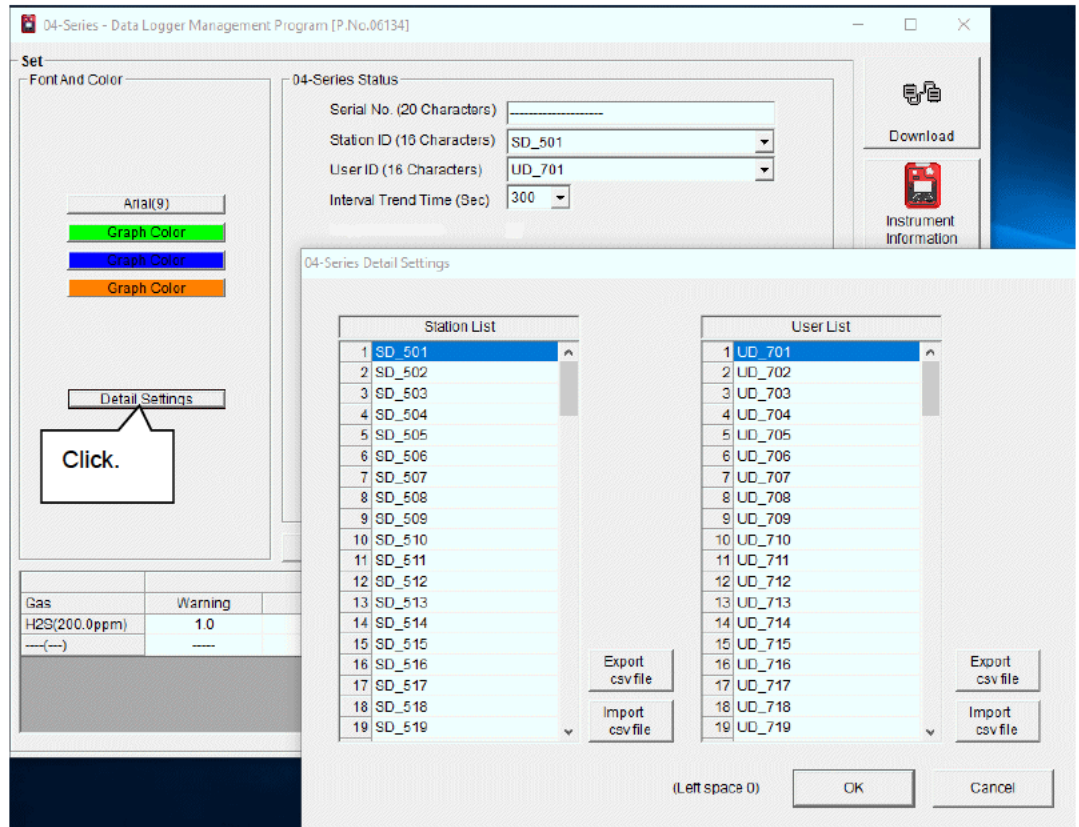 04-Series - Data Logger Management Program [P.No.06134]
Set
Font And Color
Arial(9)
Graph Color
Graph Color
Graph Color
Detail Settings
Click.
04-Series Status
Serial No. (20 Characters) --------------------
Station ID (16 Characters) SD_501
User ID (16 Characters) UD_701
Interval Trend Time (Sec) 300
Download
Instrument
Information
Gas Warning
H2S(200.0ppm) 1.0
----(---) -----
04-Series Detail Settings
Station List
1 SD_501
2 SD_502
3 SD_503
4 SD_504
5 SD_505
6 SD_506
7 SD_507
8 SD_508
9 SD_509
10 SD_510
11 SD_511
12 SD_512
13 SD_513
14 SD_514
15 SD_515
16 SD_516
17 SD_517
18 SD_518
19 SD_519
Export
csv file
Import
csv file
User List
1 UD_701
2 UD_702
3 UD_703
4 UD_704
5 UD_705
6 UD_706
7 UD_707
8 UD_708
9 UD_709
10 UD_710
11 UD_711
12 UD_712
13 UD_713
14 UD_714
15 UD_715
16 UD_716
17 UD_717
18 UD_718
19 UD_719
Export
csv file
Import
csv file
(Left space 0)
OK
Cancel